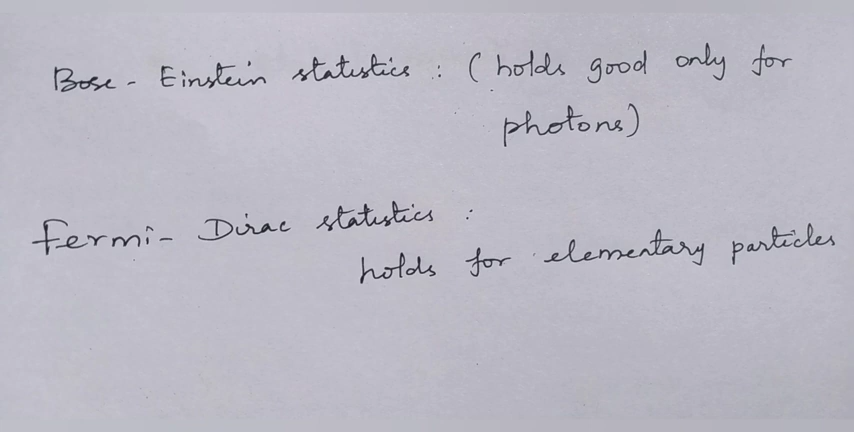 Bose - Einstein statistics : ( holds good only for
photons)
Fermi - Dirac statistics :
holds for elementary particles